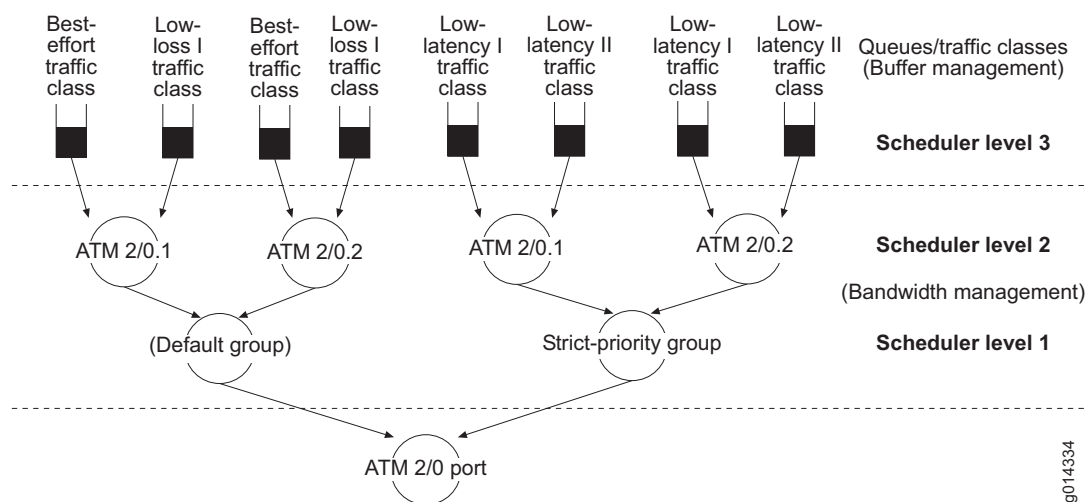 Best-
effort
traffic
class
Low-
loss I
traffic
class
Best-
effort
traffic
class
Low-
loss I
traffic
class
Low-
latency I
traffic
class
Low-
latency II
traffic
class
Low-
latency I
traffic
class
Low-
latency II
traffic
class
Queues/traffic classes
(Buffer management)
Scheduler level 3
ATM 2/0.1
ATM 2/0.2
ATM 2/0.1
ATM 2/0.2
Scheduler level 2
(Bandwidth management)
(Default group)
Strict-priority group
Scheduler level 1
ATM 2/0 port
g014334